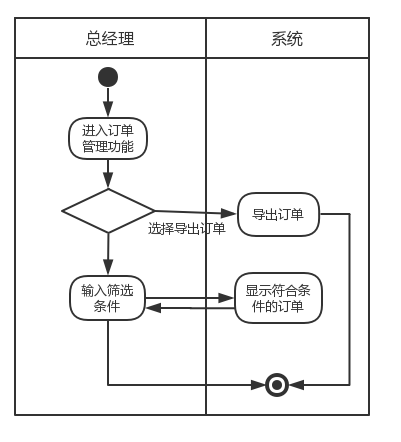 总经理
系统
进入订单
管理功能
选择导出订单
导出订单
输入筛选
条件
显示符合条
件的订单